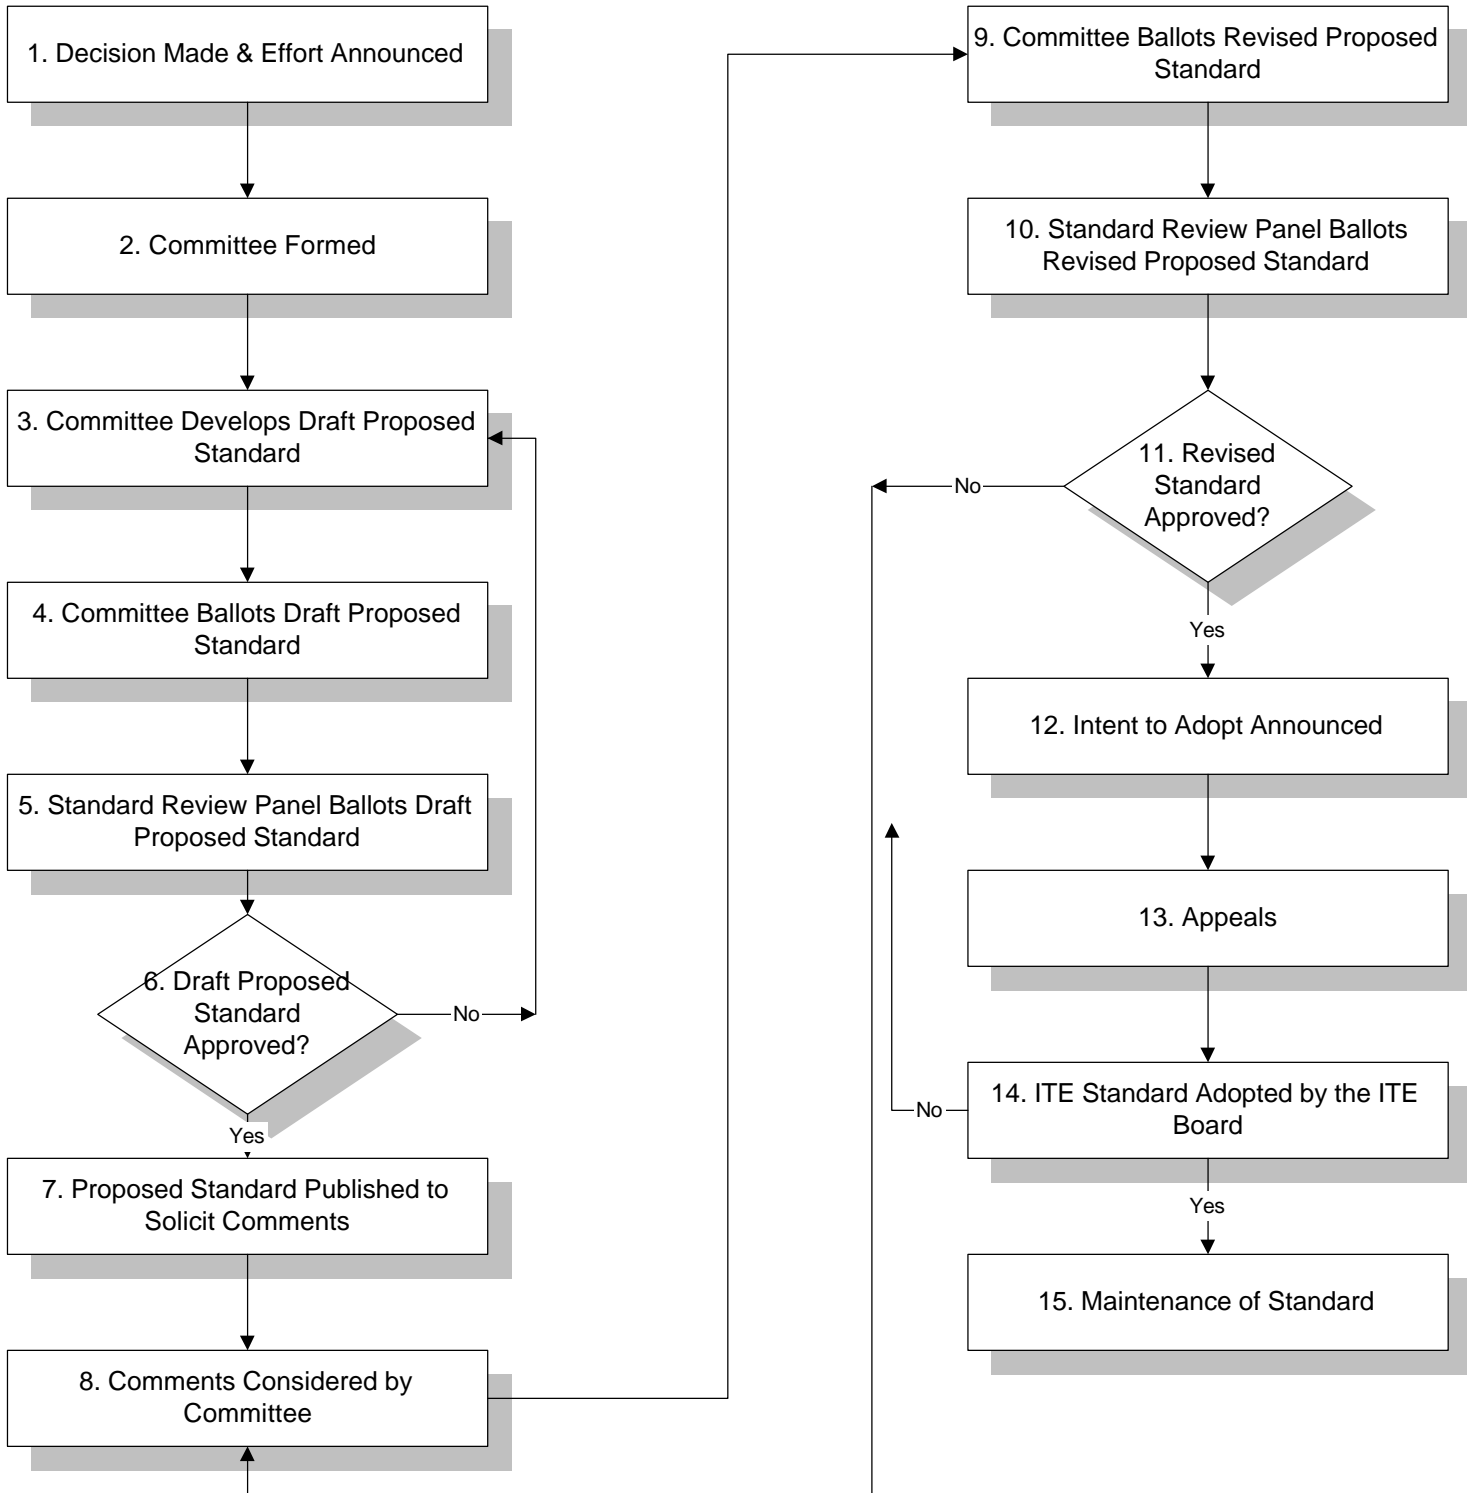 1. Decision Made & Effort Announced
2. Committee Formed
3. Committee Develops Draft Proposed
Standard
4. Committee Ballots Draft Proposed
Standard
5. Standard Review Panel Ballots Draft
Proposed Standard
6. Draft Proposed
Standard
Approved?
No
Yes
7. Proposed Standard Published to
Solicit Comments
8. Comments Considered by
Committee
9. Committee Ballots Revised Proposed
Standard
10. Standard Review Panel Ballots
Revised Proposed Standard
11. Revised
Standard
Approved?
No
Yes
12. Intent to Adopt Announced
13. Appeals
14. ITE Standard Adopted by the ITE
Board
No
Yes
15. Maintenance of Standard